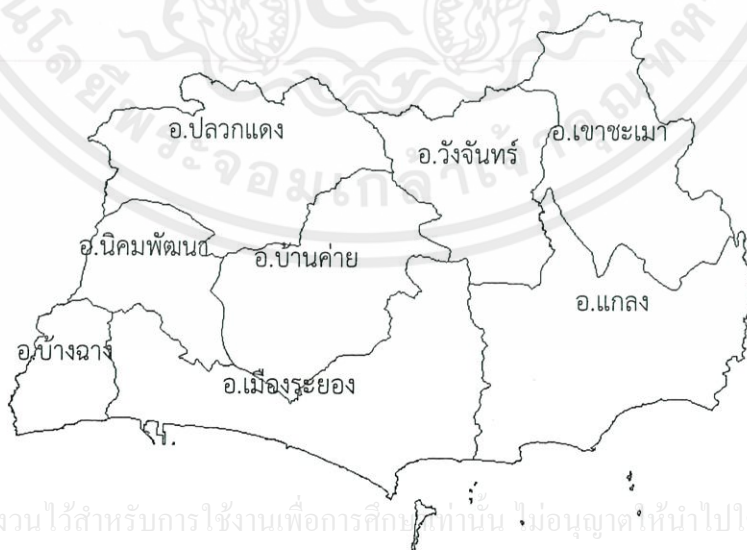 อ.ปลวกแดง
อ.วังจันทร์
อ.เขาชะเมา
อ.นิคมพัฒนา
อ.บ้านค่าย
อ.แกลง
อ.บ้างฉาง
อ.เมืองระยอง
งวนไว้สำหรับการใช้งานเพื่อการศึกษาเท่านั้น ไม่อนุญาตให้นำไปใ